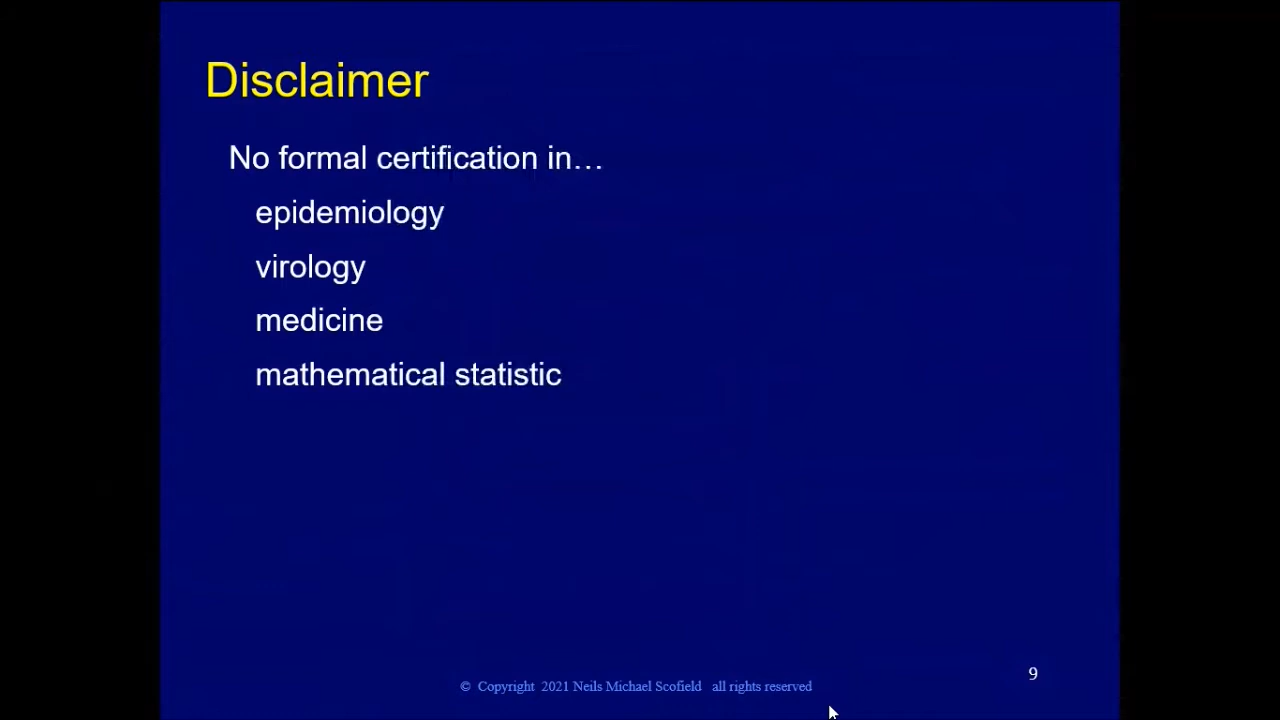 Disclaimer
No formal certification in…
epidemiology
virology
medicine
mathematical statistic
9
© Copyright 2021 Neils Michael Scofield all rights reserved